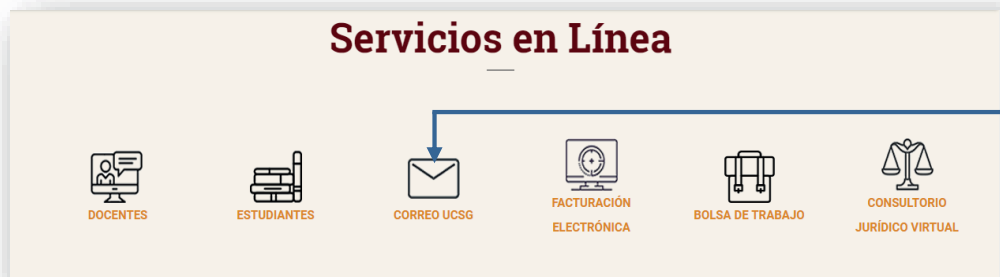 Servicios en Línea
DOCENTES
ESTUDIANTES
CORREO UCSG
FACTURACIÓN
ELECTRÓNICA
BOLSA DE TRABAJO
CONSULTORIO
JURÍDICO VIRTUAL